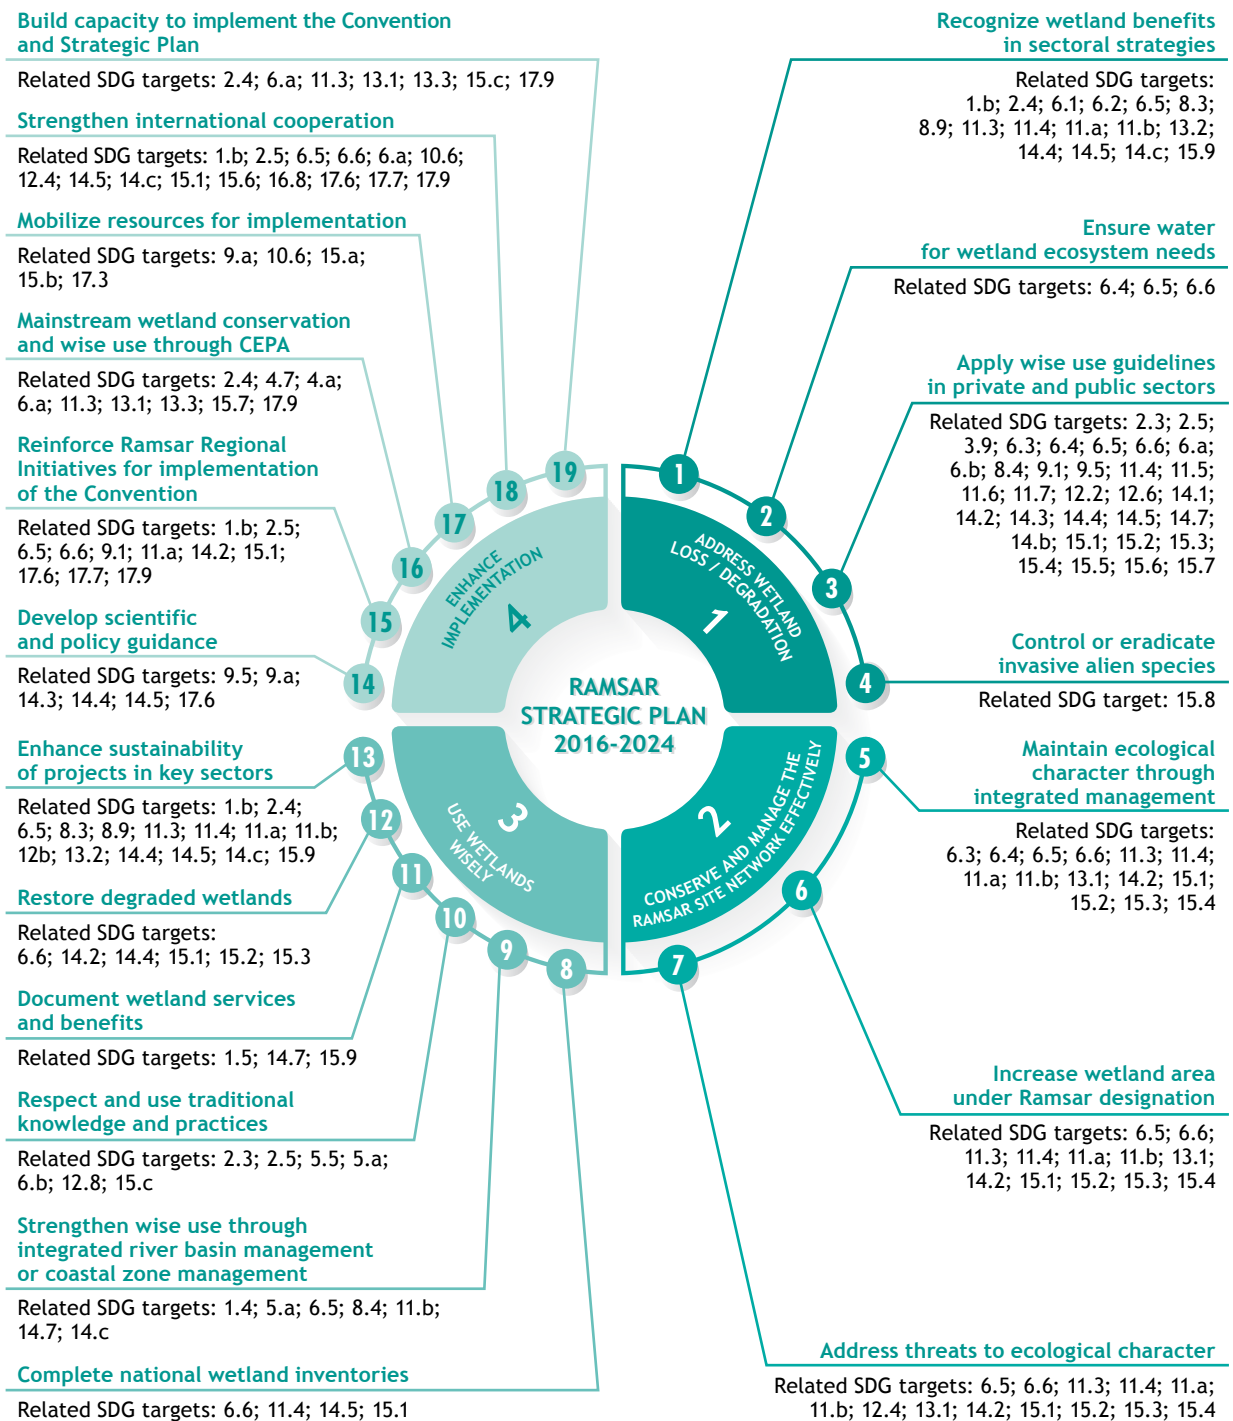 Build capacity to implement the Convention
and Strategic Plan
Related SDG targets: 2.4; 6.a; 11.3; 13.1; 13.3; 15.c; 17.9
Strengthen international cooperation
Related SDG targets: 1.b; 2.5; 6.5; 6.6; 6.a; 10.6;
12.4; 14.5; 14.c; 15.1; 15.6; 16.8; 17.6; 17.7; 17.9
Mobilize resources for implementation
Related SDG targets: 9.a; 10.6; 15.a;
15.b; 17.3
Mainstream wetland conservation
and wise use through CEPA
Related SDG targets: 2.4; 4.7; 4.a;
6.a; 11.3; 13.1; 13.3; 15.7; 17.9
Reinforce Ramsar Regional
Initiatives for implementation
of the Convention
Related SDG targets: 1.b; 2.5;
6.5; 6.6; 9.1; 11.a; 14.2; 15.1;
17.6; 17.7; 17.9
Develop scientific
and policy guidance
Related SDG targets: 9.5; 9.a;
14.3; 14.4; 14.5; 17.6
Enhance sustainability
of projects in key sectors
Related SDG targets: 1.b; 2.4;
6.5; 8.3; 8.9; 11.3; 11.4; 11.a; 11.b;
12b; 13.2; 14.4; 14.5; 14.c; 15.9
Restore degraded wetlands
Related SDG targets:
6.6; 14.2; 14.4; 15.1; 15.2; 15.3
Document wetland services
and benefits
Related SDG targets: 1.5; 14.7; 15.9
Respect and use traditional
knowledge and practices
Related SDG targets: 2.3; 2.5; 5.5; 5.a;
6.b; 12.8; 15.c
Strengthen wise use through
integrated river basin management
or coastal zone management
Related SDG targets: 1.4; 5.a; 6.5; 8.4; 11.b;
14.7; 14.c
Complete national wetland inventories
Related SDG targets: 6.6; 11.4; 14.5; 15.1
19
18
17
16
15
14
13
12
11
10
9
8
ENHANCE
IMPLEMENTATION
4
ADDRESS WETLAND
LOSS / DEGRADATION
1
RAMSAR
STRATEGIC PLAN
2016-2024
3
USE WETLANDS
WISELY
2
CONSERVE AND MANAGE THE
RAMSAR SITE NETWORK EFFECTIVELY
1
2
3
4
5
6
7
Recognize wetland benefits
in sectoral strategies
Related SDG targets:
1.b; 2.4; 6.1; 6.2; 6.5; 8.3;
8.9; 11.3; 11.4; 11.a; 11.b; 13.2;
14.4; 14.5; 14.c; 15.9
Ensure water
for wetland ecosystem needs
Related SDG targets: 6.4; 6.5; 6.6
Apply wise use guidelines
in private and public sectors
Related SDG targets: 2.3; 2.5;
3.9; 6.3; 6.4; 6.5; 6.6; 6.a;
6.b; 8.4; 9.1; 9.5; 11.4; 11.5;
11.6; 11.7; 12.2; 12.6; 14.1;
14.2; 14.3; 14.4; 14.5; 14.7;
14.b; 15.1; 15.2; 15.3;
15.4; 15.5; 15.6; 15.7
Control or eradicate
invasive alien species
Related SDG target: 15.8
Maintain ecological
character through
integrated management
Related SDG targets:
6.3; 6.4; 6.5; 6.6; 11.3; 11.4;
11.a; 11.b; 13.1; 14.2; 15.1;
15.2; 15.3; 15.4
Increase wetland area
under Ramsar designation
Related SDG targets: 6.5; 6.6;
11.3; 11.4; 11.a; 11.b; 13.1;
14.2; 15.1; 15.2; 15.3; 15.4
Address threats to ecological character
Related SDG targets: 6.5; 6.6; 11.3; 11.4; 11.a;
11.b; 12.4; 13.1; 14.2; 15.1; 15.2; 15.3; 15.4